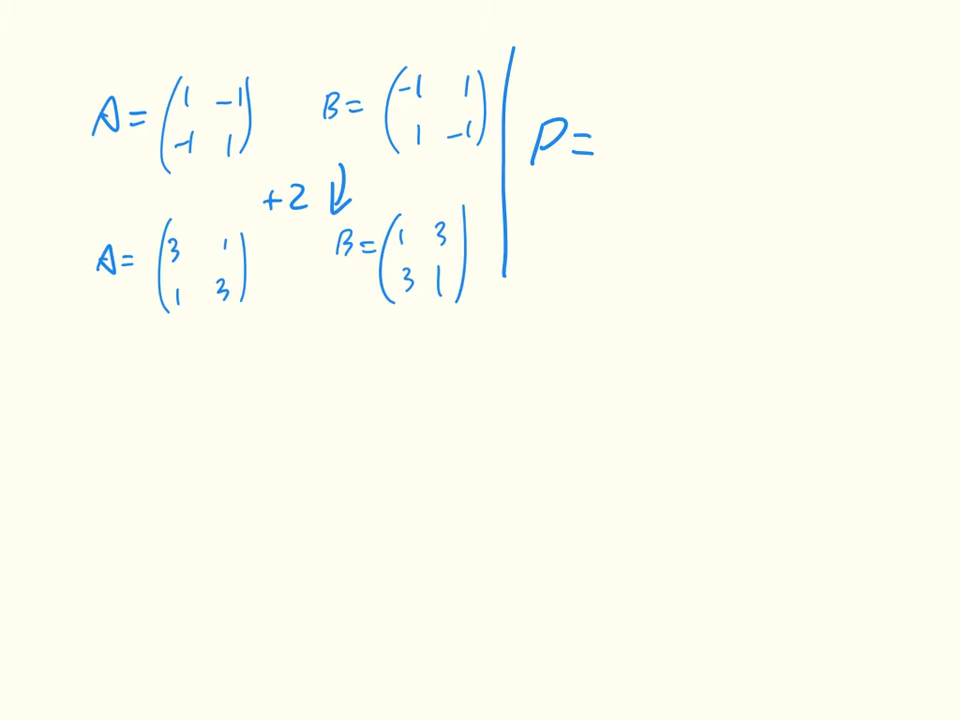 A = (1 -1
-1 1) B = (-1 1
1 -1) P =
+2 ↓
A = (3 1
1 3) B = (1 3
3 1)